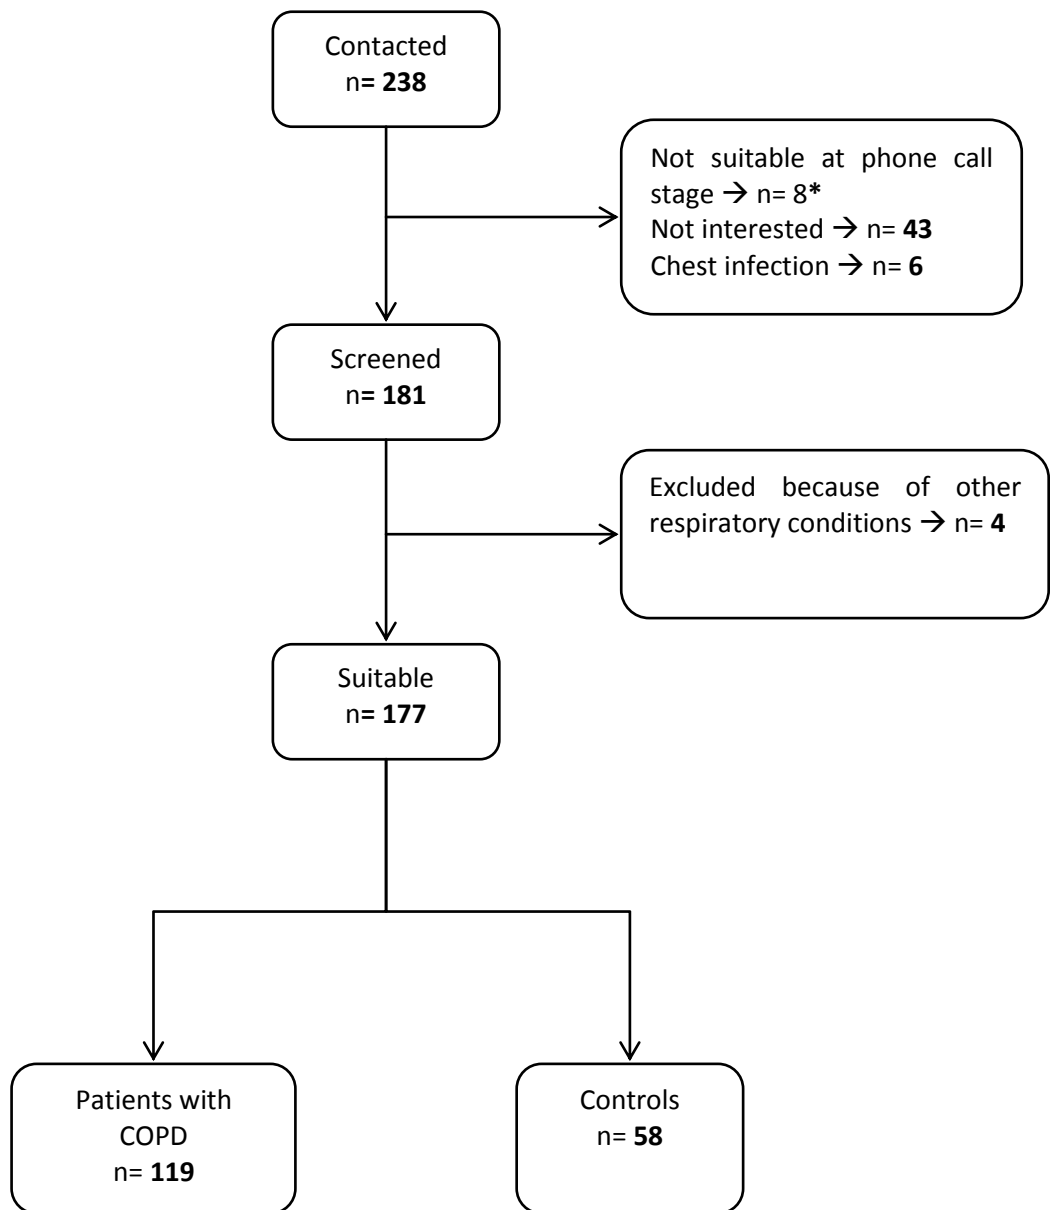 Contacted
n= 238
Not suitable at phone call
stage → n= 8*
Not interested → n= 43
Chest infection → n= 6
Screened
n= 181
Excluded because of other
respiratory conditions → n= 4
Suitable
n= 177
Patients with
COPD
n= 119
Controls
n= 58